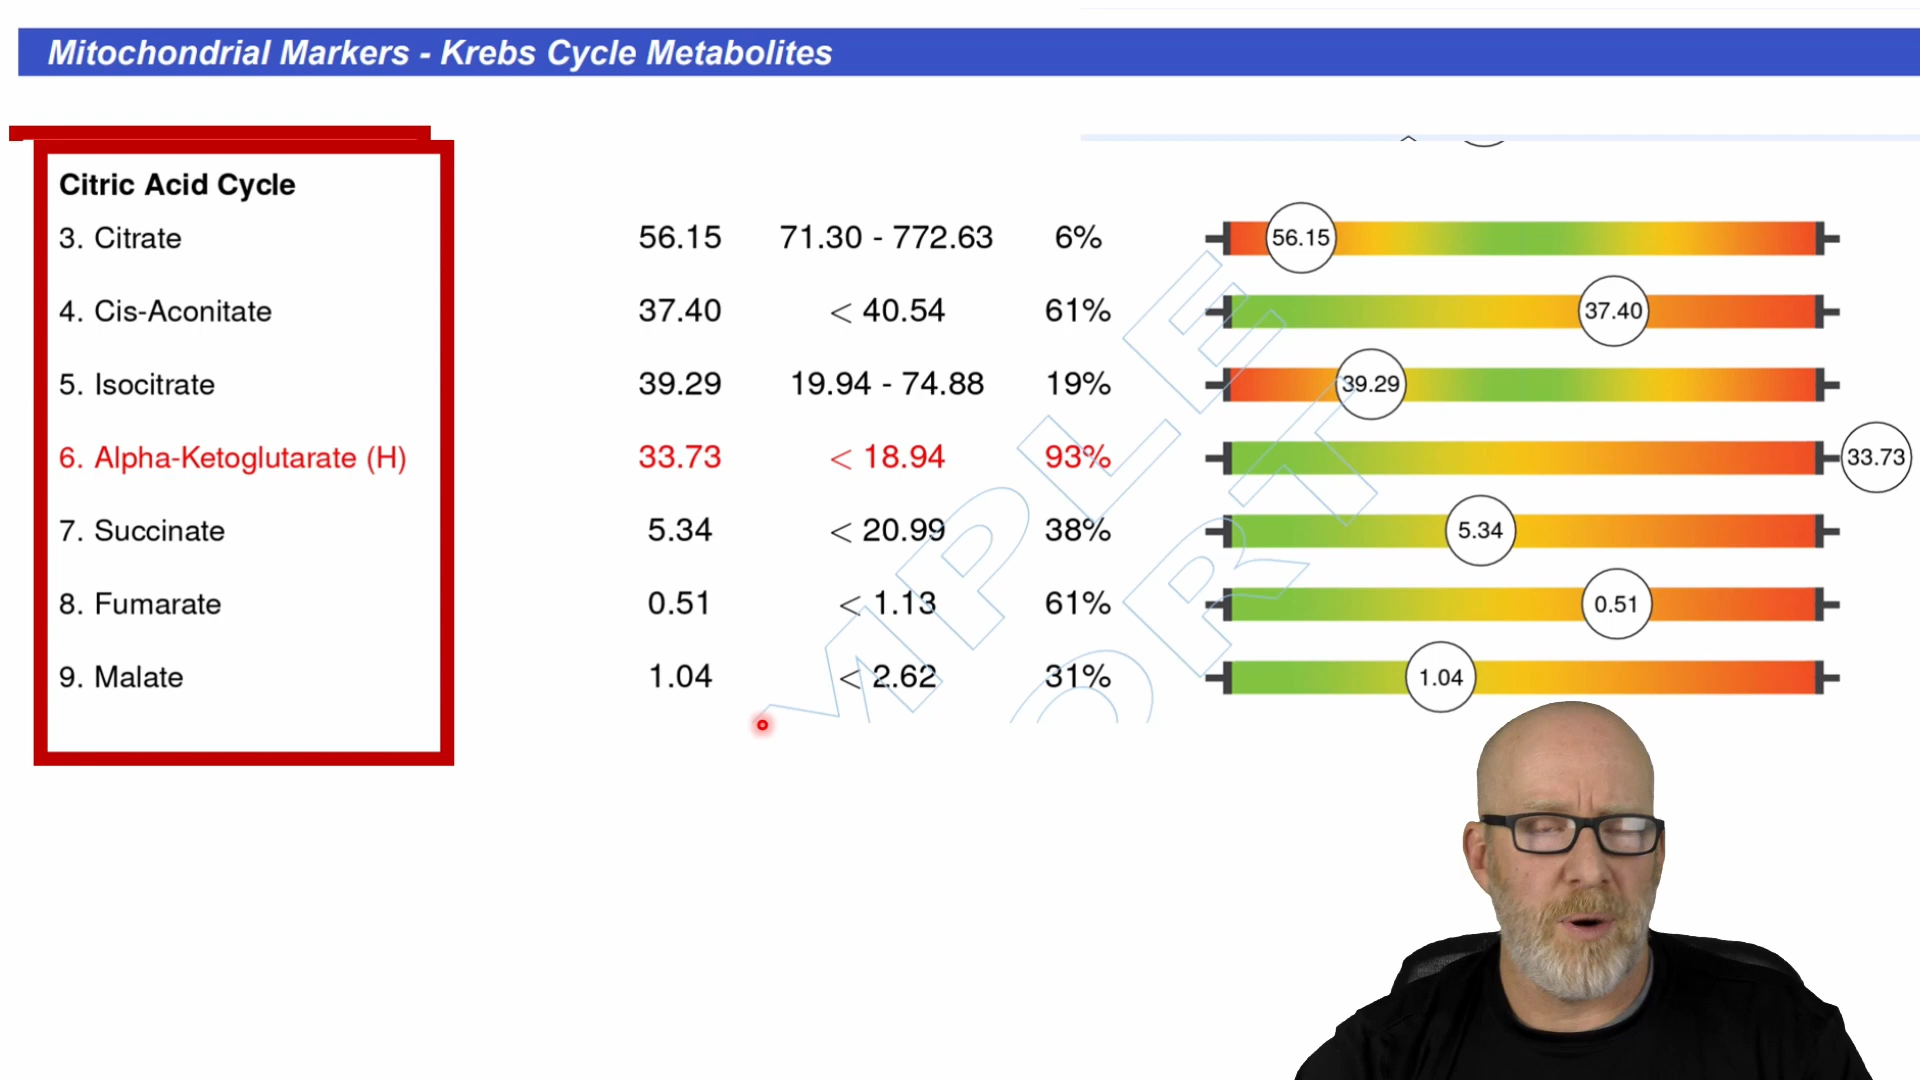 Mitochondrial Markers - Krebs Cycle Metabolites
Citric Acid Cycle
3. Citrate 56.15 71.30 - 772.63 6% 56.15
4. Cis-Aconitate 37.40 < 40.54 61% 37.40
5. Isocitrate 39.29 19.94 - 74.88 19% 39.29
6. Alpha-Ketoglutarate (H) 33.73 < 18.94 93% 33.73
7. Succinate 5.34 < 20.99 38% 5.34
8. Fumarate 0.51 < 1.13 61% 0.51
9. Malate 1.04 < 2.62 31% 1.04